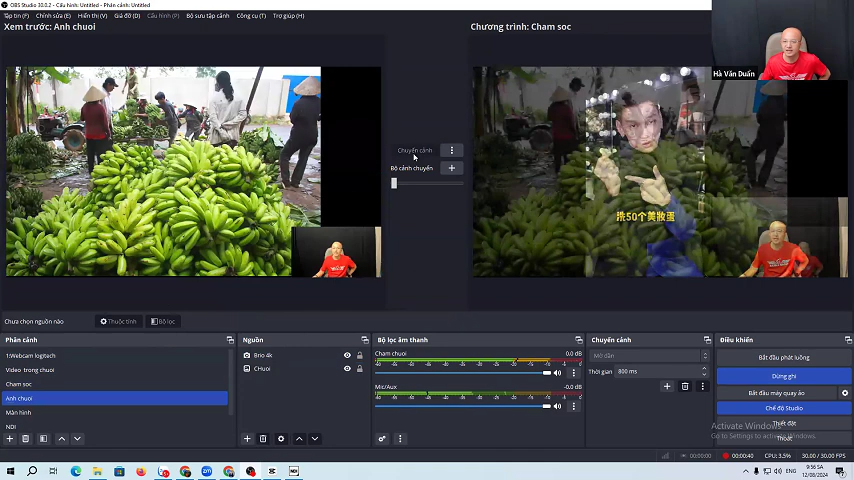 OBS Studio 30.0.2 - Cấu hình: Untitled - Phân cảnh: Untitled
Tập tin (F) Chỉnh sửa (E) Hiển thị (V) Giá đỡ (D) Cấu hình (P) Bộ sưu tập cảnh Công cụ (T) Trợ giúp (H)
Xem trước: Anh chuoi
Chương trình: Cham soc
Hà Văn Duẩn
Chuyển cảnh
Bộ cảnh chuyển
洗50个美妝蛋
Chưa chọn nguồn nào
Thuộc tính
Bộ lọc
Phân cảnh
Nguồn
Bộ lọc âm thanh
Chuyển cảnh
Điều khiển
1:Webcam logitech
Video trong chuoi
Cham soc
Anh chuoi
Màn hình
NDI
Brio 4k
CHuoi
Cham chuoi
0.0 dB
Mic/Aux
-0.0 dB
Mờ dần
Thời gian
800 ms
Bắt đầu phát luồng
Dừng ghi
Bắt đầu máy quay ảo
Chế độ Studio
Thiết đặt
Thoát
Activate Windows
Go to Settings to activate Windows.
00:00:00
00:00:40
CPU: 3.5%
30.00 / 30.00 FPS
ENG
9:56 SA
12/08/2024